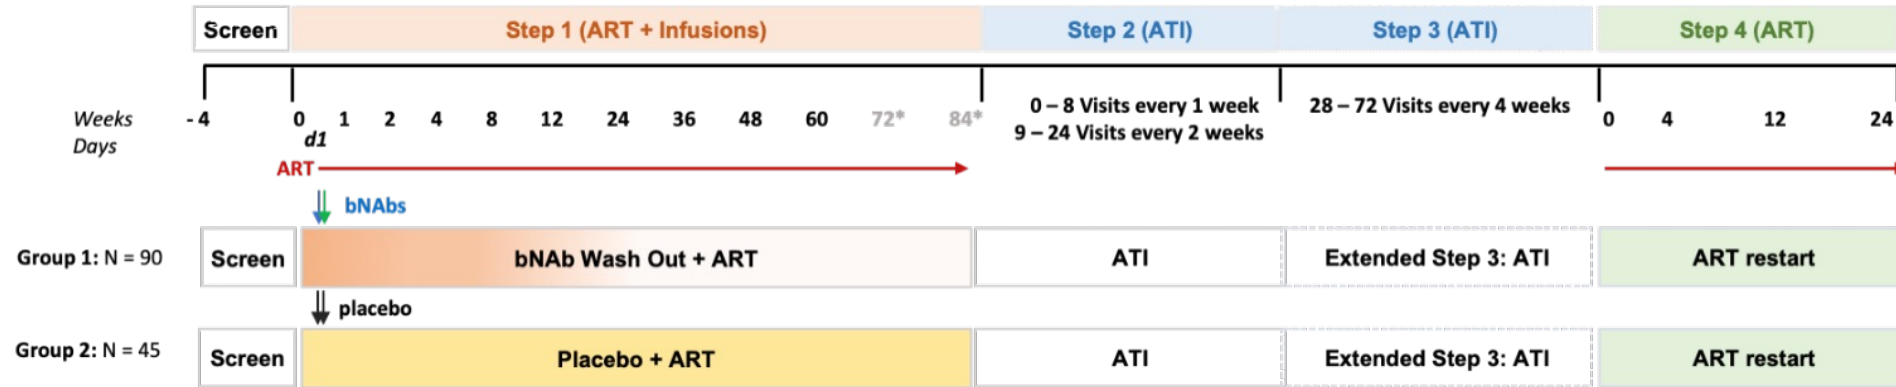 Screen Step 1 (ART + Infusions) Step 2 (ATI) Step 3 (ATI) Step 4 (ART)
Weeks - 4 0 1 2 4 8 12 24 36 48 60 72* 84* 0 – 8 Visits every 1 week 28 – 72 Visits every 4 weeks 0 4 12 24
Days d1 9 – 24 Visits every 2 weeks
ART
bNAbs
Group 1: N = 90 Screen bNAb Wash Out + ART ATI Extended Step 3: ATI ART restart
placebo
Group 2: N = 45 Screen Placebo + ART ATI Extended Step 3: ATI ART restart